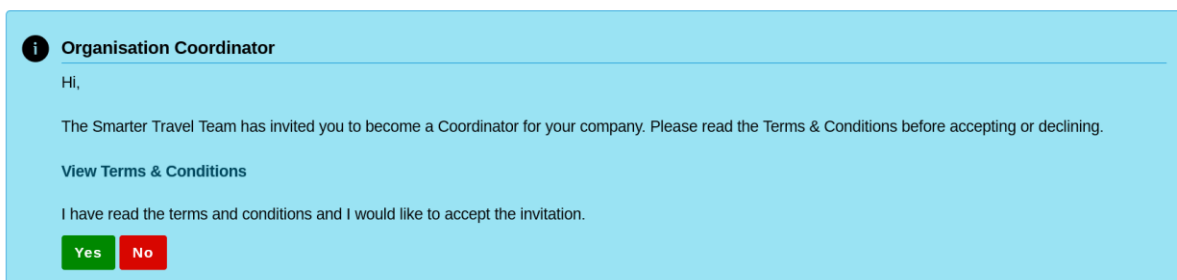 Organisation Coordinator
Hi,
The Smarter Travel Team has invited you to become a Coordinator for your company. Please read the Terms & Conditions before accepting or declining.
View Terms & Conditions
I have read the terms and conditions and I would like to accept the invitation.
Yes No